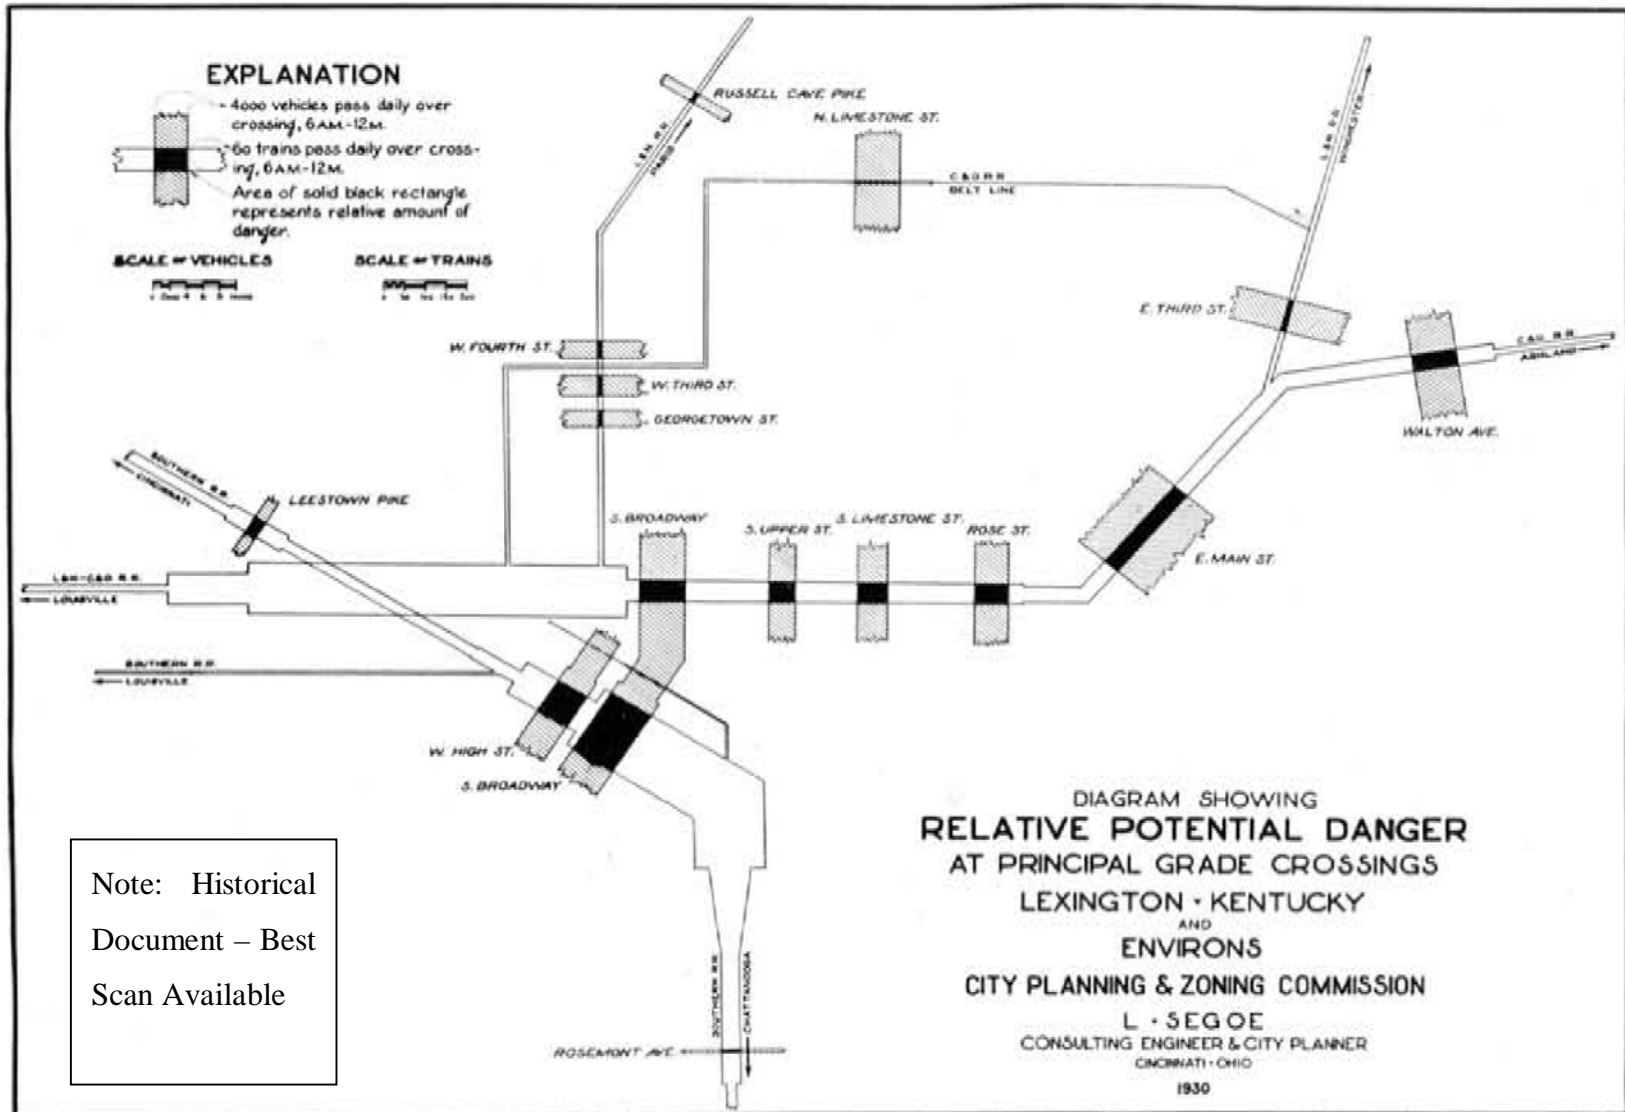 EXPLANATION
4000 vehicles pass daily over
crossing, 6 A.M.-12 M.
60 trains pass daily over cross-
ing, 6 A.M-12 M.
Area of solid black rectangle
represents relative amount of
danger.
SCALE OF VEHICLES
SCALE OF TRAINS
RUSSELL CAVE PIKE
N. LIMESTONE ST.
L&N. R.R.
PARIS
C & O R.R.
BELT LINE
L & N. R.R.
WINCHESTER
E. THIRD ST.
C & O. R.R.
ASHLAND
WALTON AVE.
W. FOURTH ST.
W. THIRD ST.
GEORGETOWN ST.
SOUTHERN R.R.
CINCINNATI
LEESTOWN PIKE
S. BROADWAY
S. UPPER ST.
S. LIMESTONE ST.
ROSE ST.
E. MAIN ST.
L&N-C&O R.R.
LOUISVILLE
SOUTHERN R.R.
LOUISVILLE
W. HIGH ST.
S. BROADWAY
SOUTHERN R.R.
CHATTANOOGA
ROSEMONT AVE.
Note: Historical
Document – Best
Scan Available
DIAGRAM SHOWING
RELATIVE POTENTIAL DANGER
AT PRINCIPAL GRADE CROSSINGS
LEXINGTON · KENTUCKY
AND
ENVIRONS
CITY PLANNING & ZONING COMMISSION
L · SEGOE
CONSULTING ENGINEER & CITY PLANNER
CINCINNATI · OHIO
1930